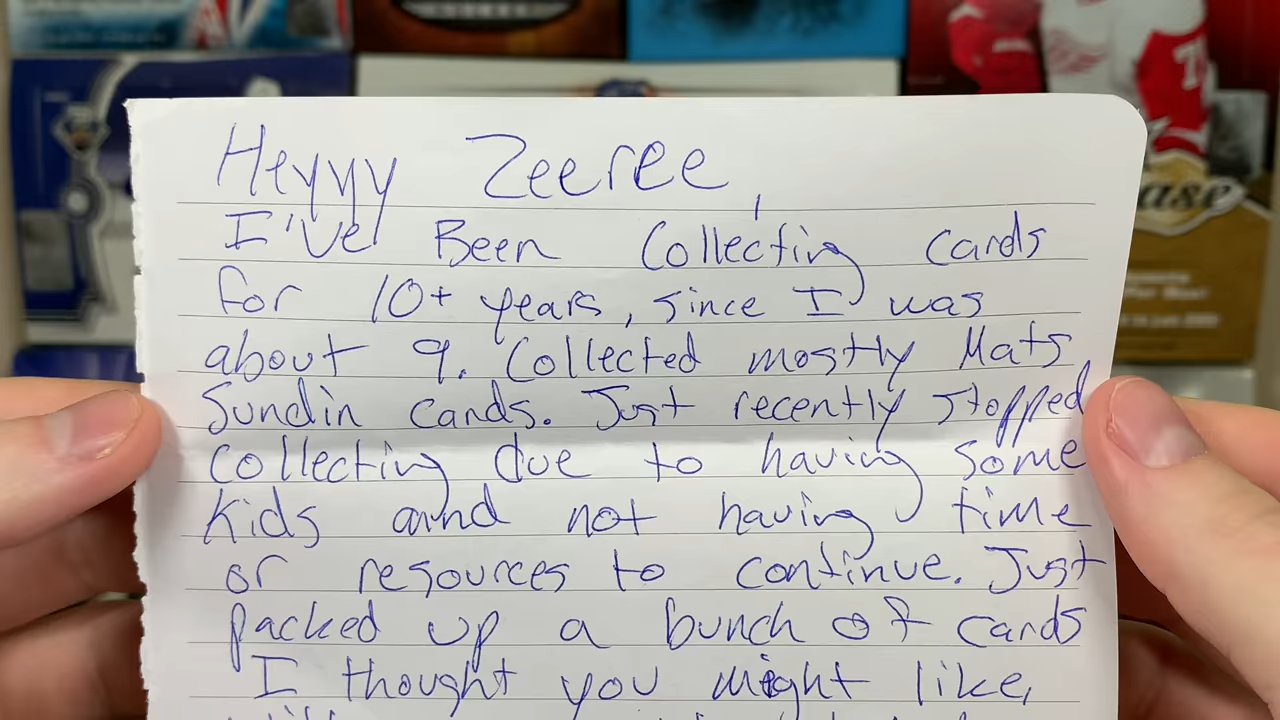 Heyyy Zeeree,
I've Been Collecting cards
for 10+ years, since I was
about 9. Collected mostly Mats
Sundin cards. Just recently stopped
collecting due to having some
kids and not having time
or resources to continue. Just
packed up a bunch of cards
I thought you might like,